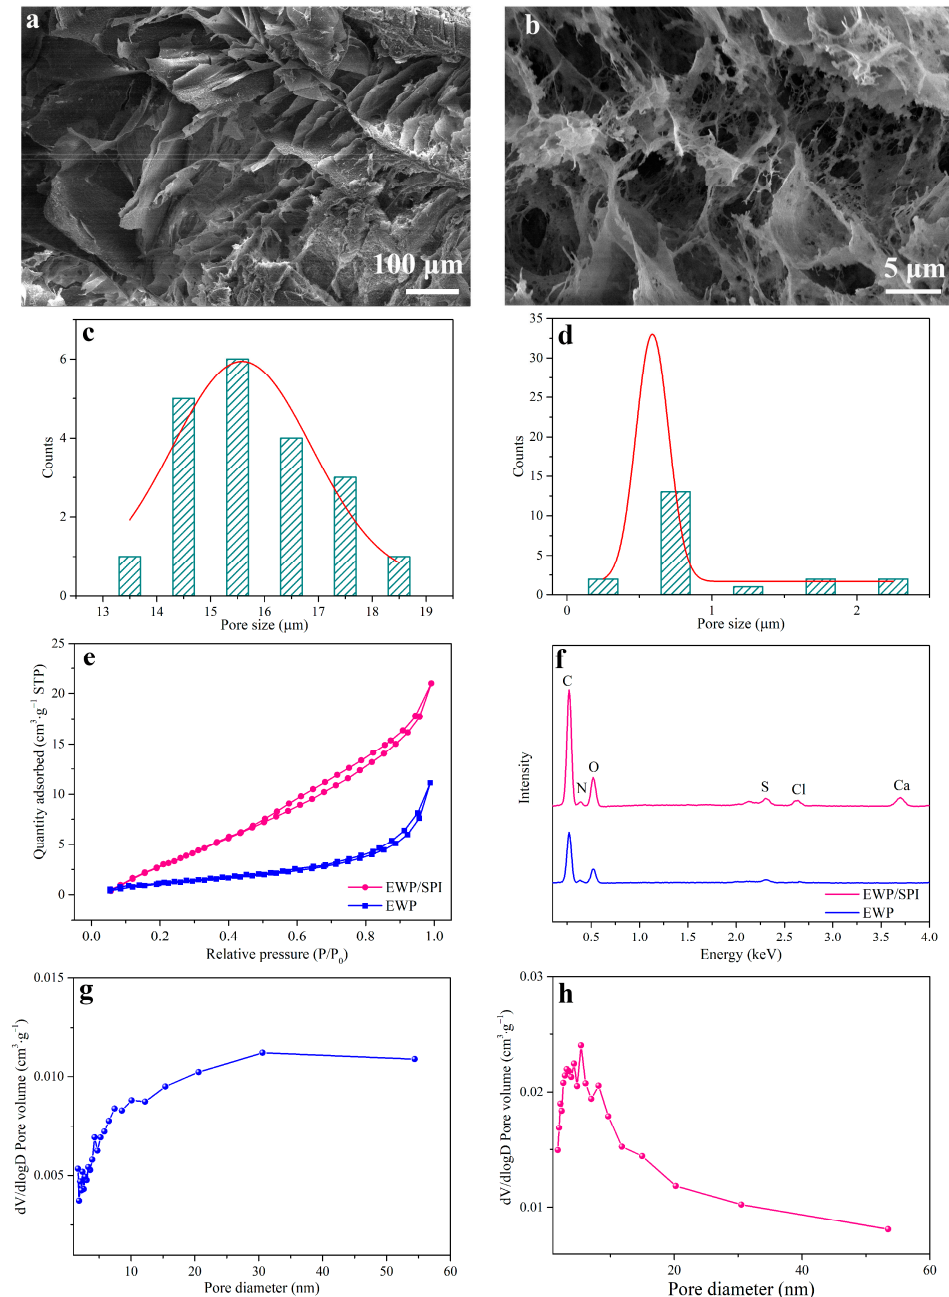 a
100 μm
b
5 μm
c
Counts
0
2
4
6
13 14 15 16 17 18 19
Pore size (μm)
d
Counts
0
5
10
15
20
25
30
35
0 1 2
Pore size (μm)
e
Quantity adsorbed (cm³·g⁻¹ STP)
0
5
10
15
20
25
EWP/SPI
EWP
0.0 0.2 0.4 0.6 0.8 1.0
Relative pressure (P/P₀)
f
Intensity
C
N
O
S
Cl
Ca
EWP/SPI
EWP
0.5 1.0 1.5 2.0 2.5 3.0 3.5 4.0
Energy (keV)
g
dV/dlogD Pore volume (cm³·g⁻¹)
0.005
0.010
0.015
10 20 30 40 50 60
Pore diameter (nm)
h
dV/dlogD Pore volume (cm³·g⁻¹)
0.01
0.02
0.03
20 40 60
Pore diameter (nm)